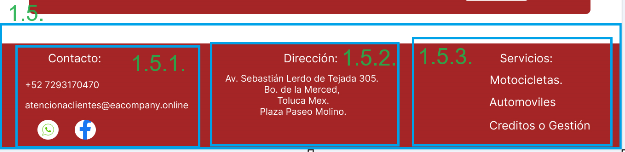 1.5.
Contacto:
1.5.1.
+52 7293170470
atencionaclientes@eacompany.online
Dirección:
1.5.2.
Av. Sebastián Lerdo de Tejada 305.
Bo. de la Merced,
Toluca Mex.
Plaza Paseo Molino.
1.5.3.
Servicios:
Motocicletas.
Automoviles
Creditos o Gestión